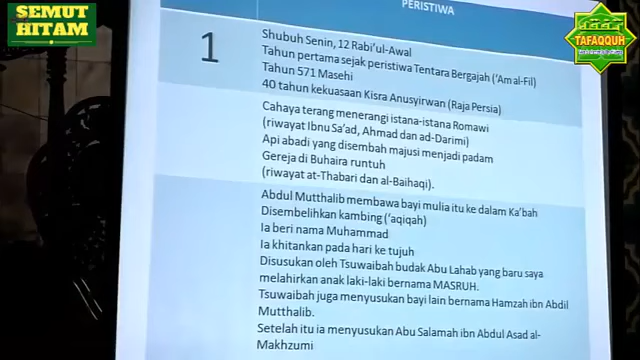 SEMUT
HITAM
TAFAQQUH
PERISTIWA
1
Shubuh Senin, 12 Rabi'ul-Awal
Tahun pertama sejak peristiwa Tentara Bergajah ('Am al-Fil)
Tahun 571 Masehi
40 tahun kekuasaan Kisra Anusyirwan (Raja Persia)
Cahaya terang menerangi istana-istana Romawi
(riwayat Ibnu Sa'ad, Ahmad dan ad-Darimi)
Api abadi yang disembah majusi menjadi padam
Gereja di Buhaira runtuh
(riwayat at-Thabari dan al-Baihaqi).
Abdul Mutthalib membawa bayi mulia itu ke dalam Ka'bah
Disembelihkan kambing ('aqiqah)
Ia beri nama Muhammad
Ia khitankan pada hari ke tujuh
Disusukan oleh Tsuwaibah budak Abu Lahab yang baru saya
melahirkan anak laki-laki bernama MASRUH.
Tsuwaibah juga menyusukan bayi lain bernama Hamzah ibn Abdil
Mutthalib.
Setelah itu ia menyusukan Abu Salamah ibn Abdul Asad al-
Makhzumi